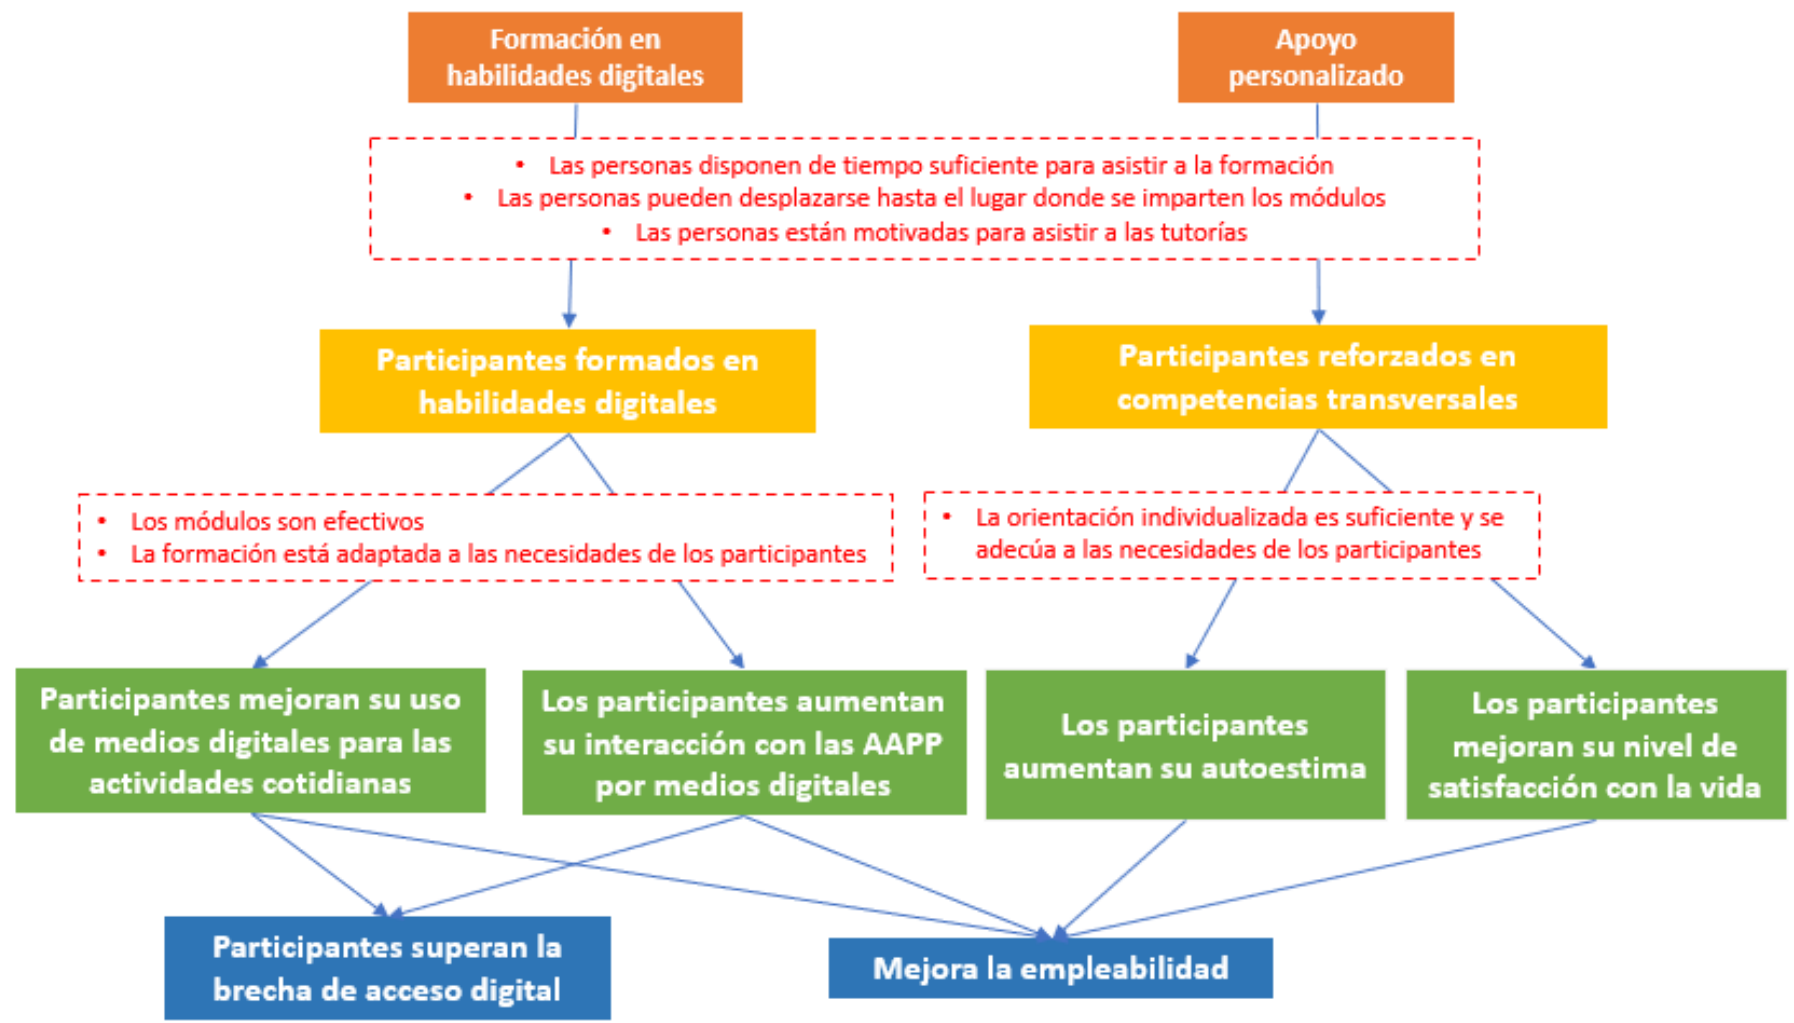 Formación en
habilidades digitales
Apoyo
personalizado
• Las personas disponen de tiempo suficiente para asistir a la formación
• Las personas pueden desplazarse hasta el lugar donde se imparten los módulos
• Las personas están motivadas para asistir a las tutorías
Participantes formados en
habilidades digitales
Participantes reforzados en
competencias transversales
• Los módulos son efectivos
• La formación está adaptada a las necesidades de los participantes
• La orientación individualizada es suficiente y se
adecúa a las necesidades de los participantes
Participantes mejoran su uso
de medios digitales para las
actividades cotidianas
Los participantes aumentan
su interacción con las AAPP
por medios digitales
Los participantes
aumentan su autoestima
Los participantes
mejoran su nivel de
satisfacción con la vida
Participantes superan la
brecha de acceso digital
Mejora la empleabilidad